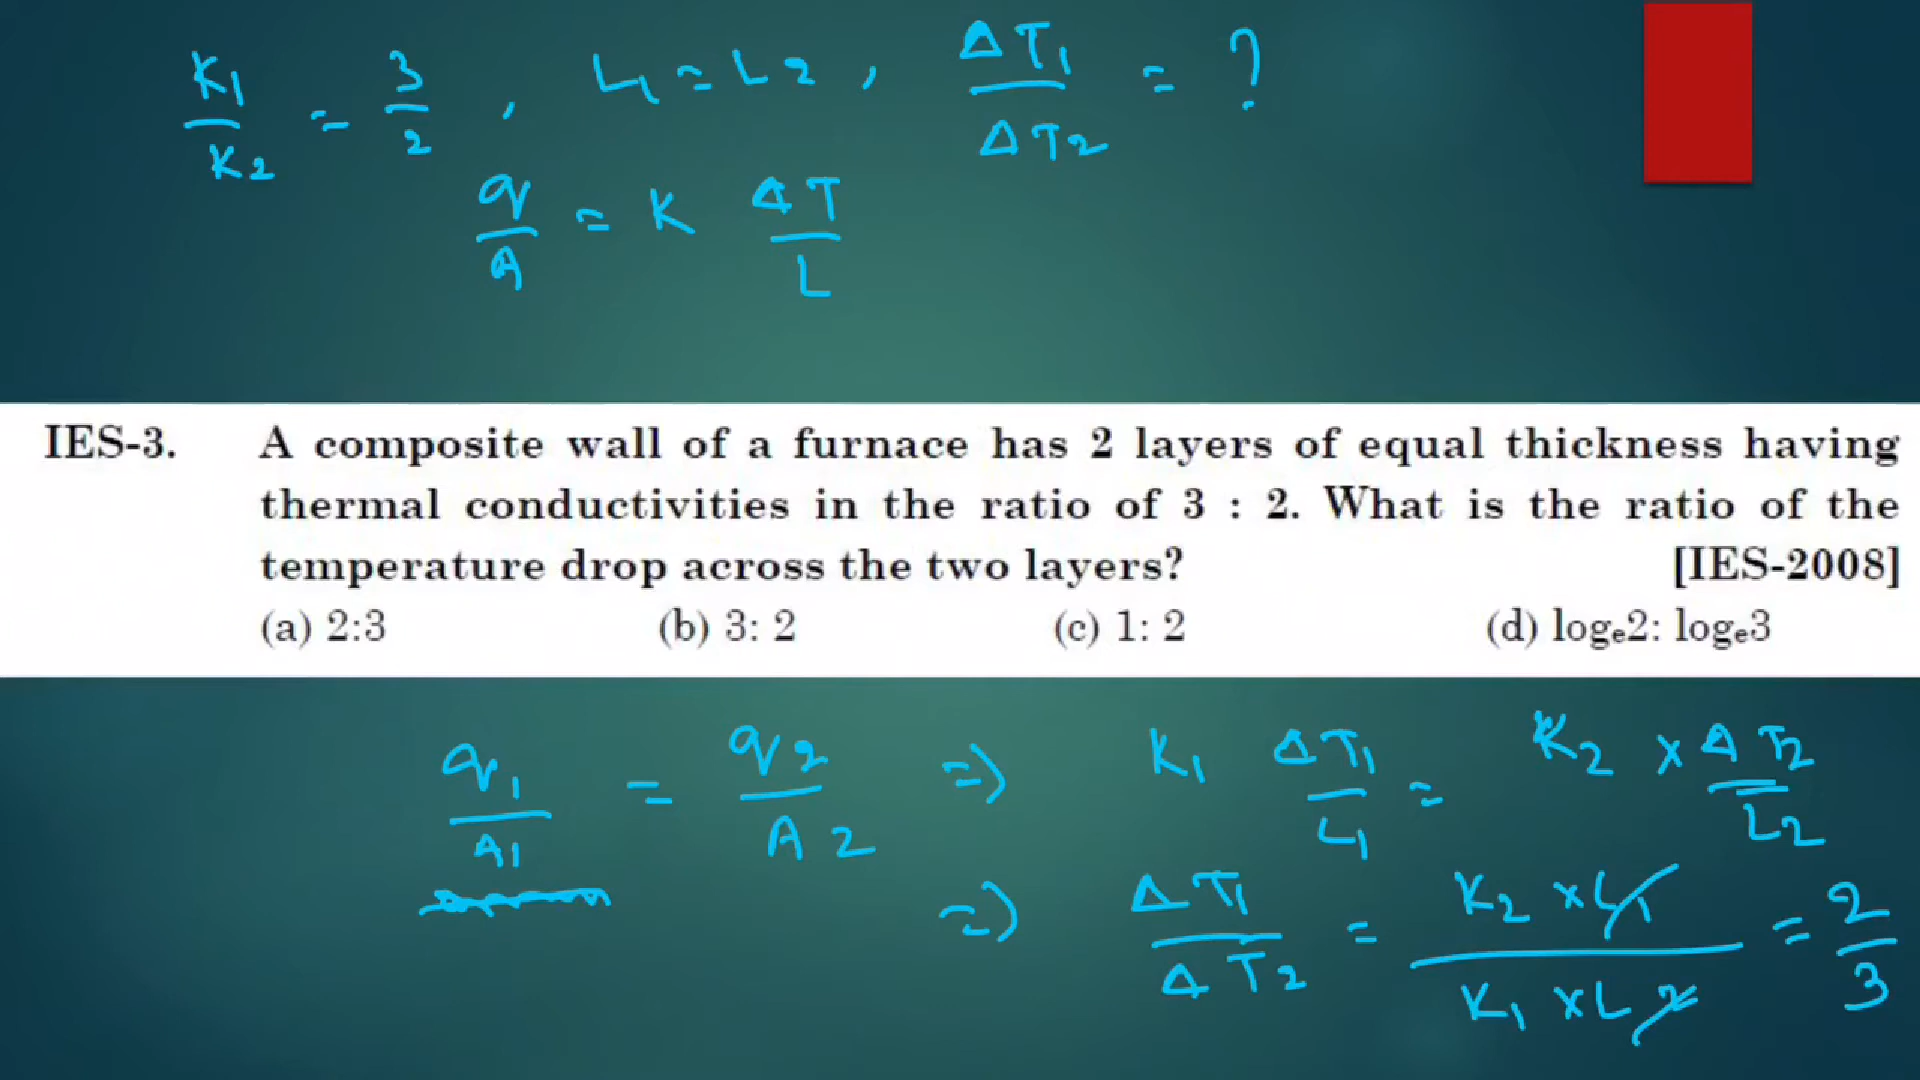 K1/K2 = 3/2 , L1 = L2 , ΔT1/ΔT2 = ?
q/A = K ΔT/L
IES-3. A composite wall of a furnace has 2 layers of equal thickness having
thermal conductivities in the ratio of 3 : 2. What is the ratio of the
temperature drop across the two layers? [IES-2008]
(a) 2:3 (b) 3: 2 (c) 1: 2 (d) logₑ2: logₑ3
q1/A1 = q2/A2 => K1 ΔT1/L1 = K2 × ΔT2/L2
=> ΔT1/ΔT2 = K2 × L1/K1 × L2 = 2/3